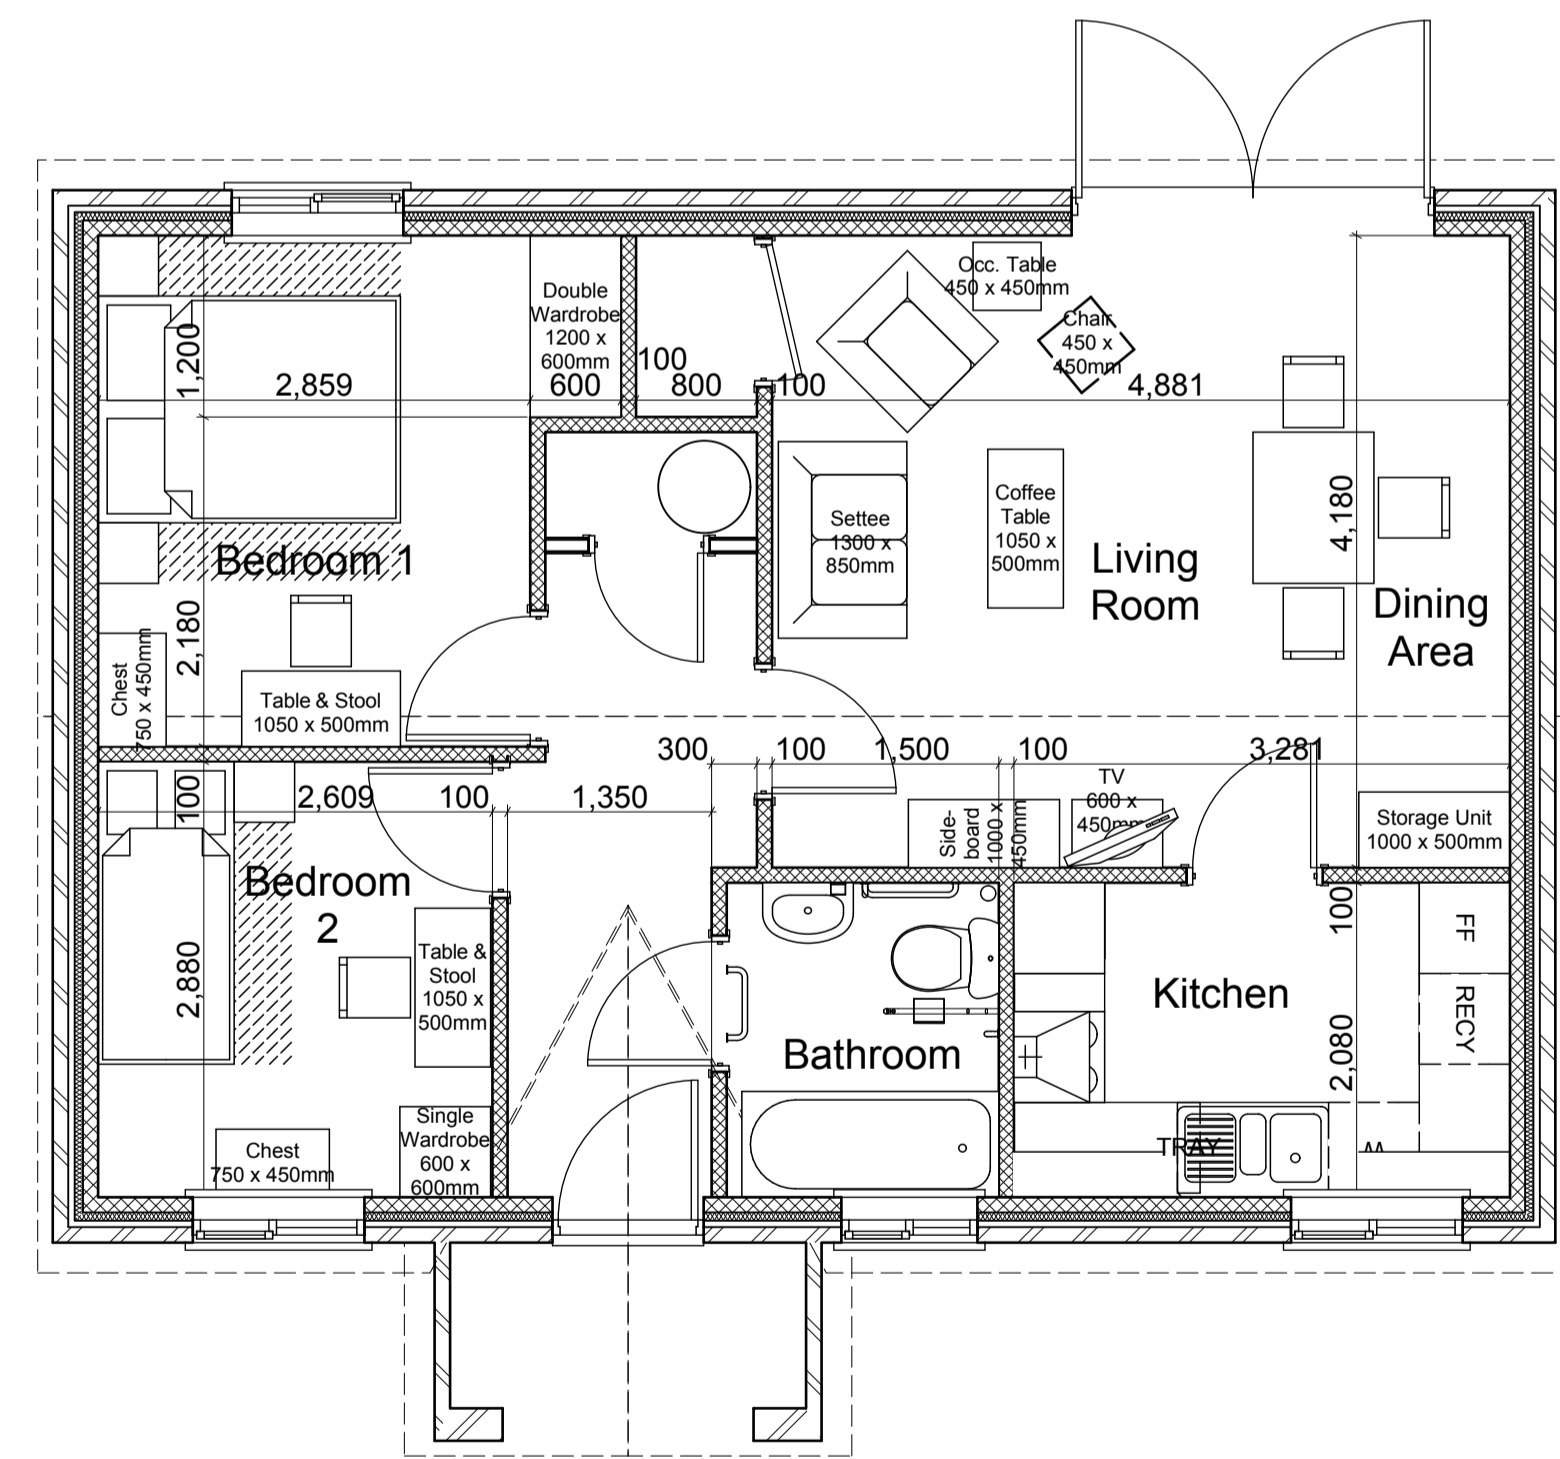 Double
Wardrobe
1200 x
600mm
Occ. Table
450 x 450mm
Chair
450 x
450mm
1,200
2,859
600
100
800
100
4,881
Settee
1300 x
850mm
Coffee
Table
1050 x
500mm
4,180
Bedroom 1
Living
Room
Dining
Area
2,180
Chest
750 x 450mm
Table & Stool
1050 x 500mm
300
100
1,500
100
3,281
100
2,609
100
1,350
Side-
board
1000 x
450mm
TV
600 x
450mm
Storage Unit
1000 x 500mm
Bedroom
2
Table &
Stool
1050 x
500mm
2,880
100
FF
RECY
Kitchen
Bathroom
2,080
Chest
750 x 450mm
Single
Wardrobe
600 x
600mm
TRAY